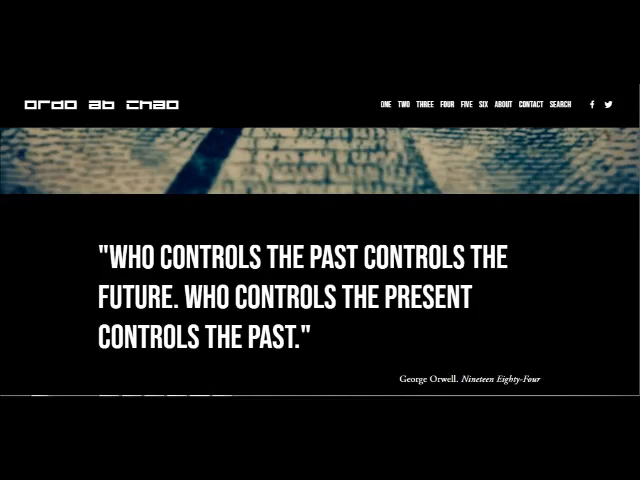 ordo ab chao
ONE TWO THREE FOUR FIVE SIX ABOUT CONTACT SEARCH
"WHO CONTROLS THE PAST CONTROLS THE
FUTURE. WHO CONTROLS THE PRESENT
CONTROLS THE PAST."
George Orwell. Nineteen Eighty-Four